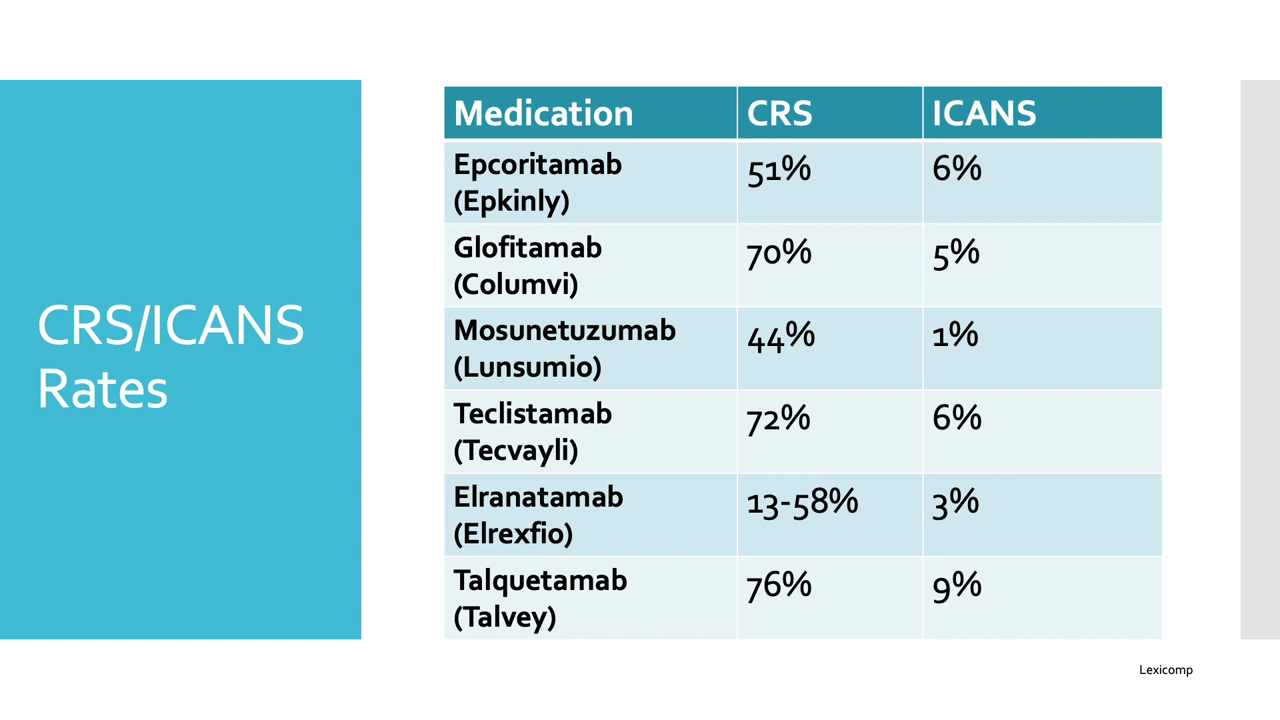 CRS/ICANS
Rates
Medication CRS ICANS
Epcoritamab
(Epkinly) 51% 6%
Glofitamab
(Columvi) 70% 5%
Mosunetuzumab
(Lunsumio) 44% 1%
Teclistamab
(Tecvayli) 72% 6%
Elranatamab
(Elrexfio) 13-58% 3%
Talquetamab
(Talvey) 76% 9%
Lexicomp